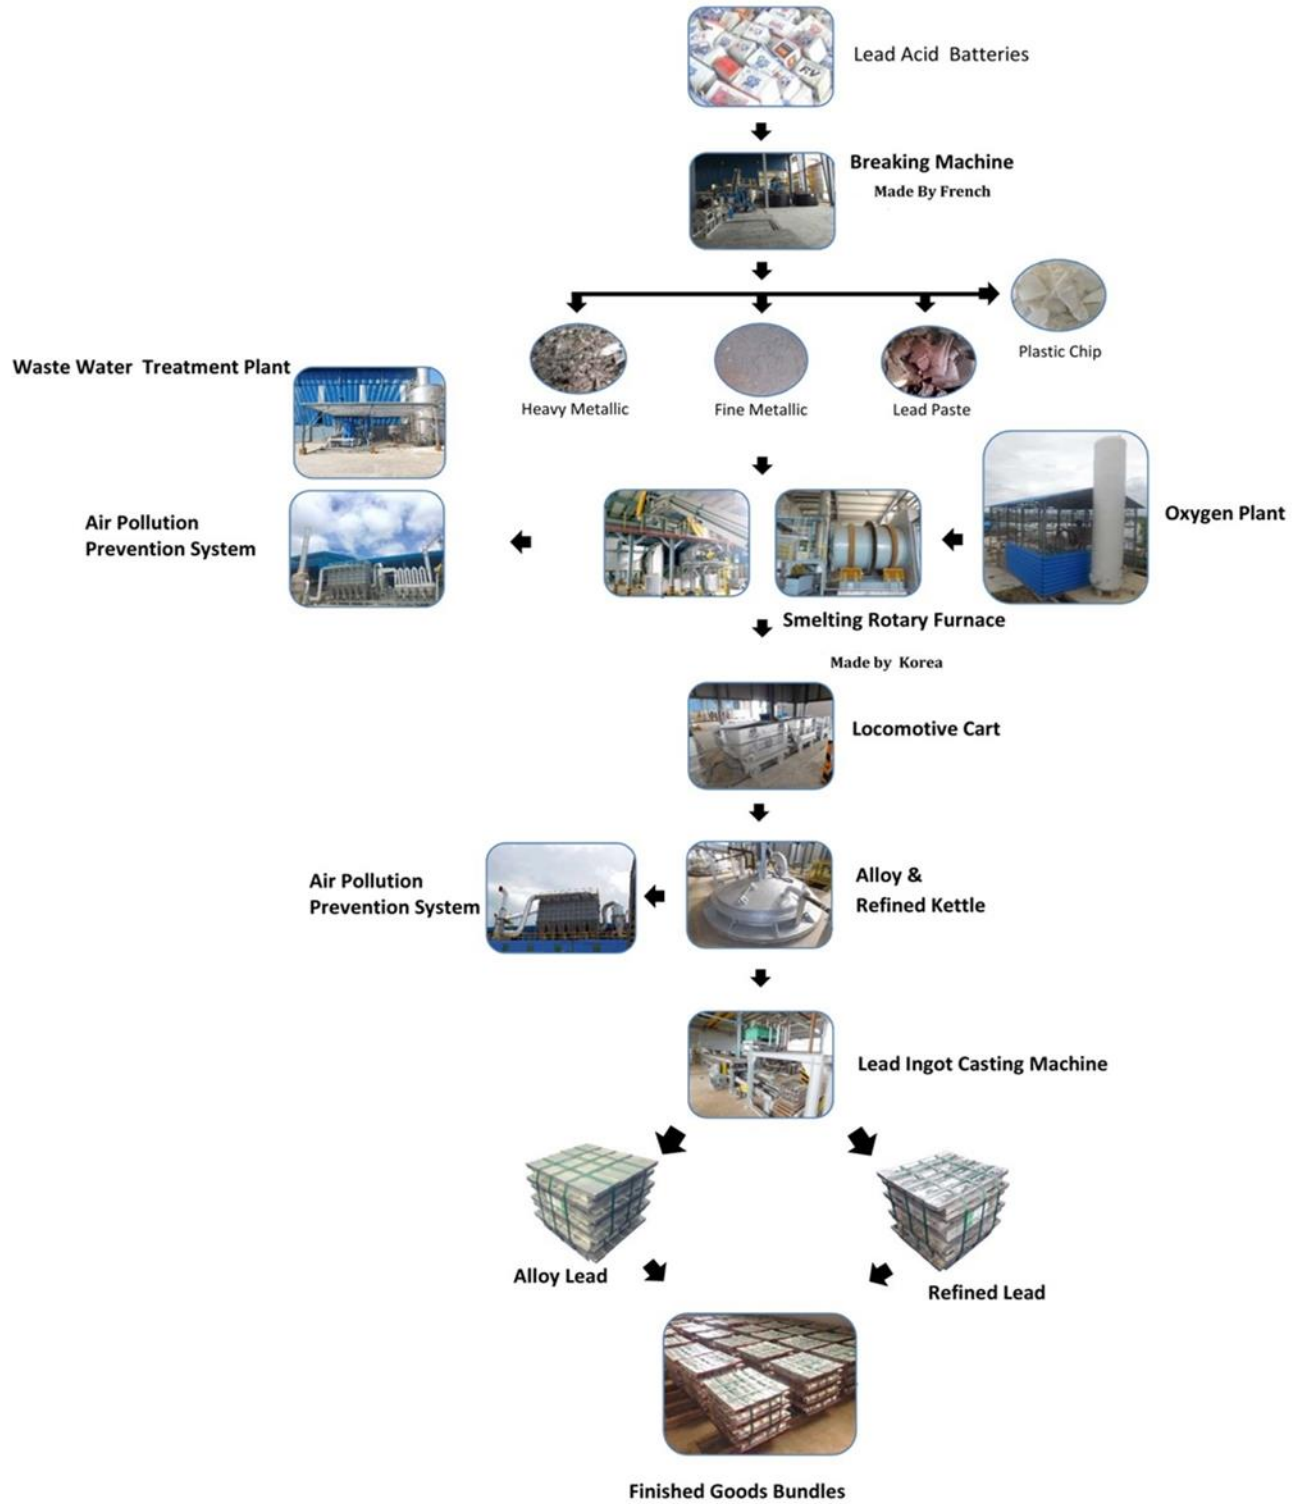 Lead Acid Batteries
Breaking Machine
Made By French
Plastic Chip
Heavy Metallic
Fine Metallic
Lead Paste
Waste Water Treatment Plant
Air Pollution
Prevention System
Oxygen Plant
Smelting Rotary Furnace
Made by Korea
Locomotive Cart
Air Pollution
Prevention System
Alloy &
Refined Kettle
Lead Ingot Casting Machine
Alloy Lead
Refined Lead
Finished Goods Bundles